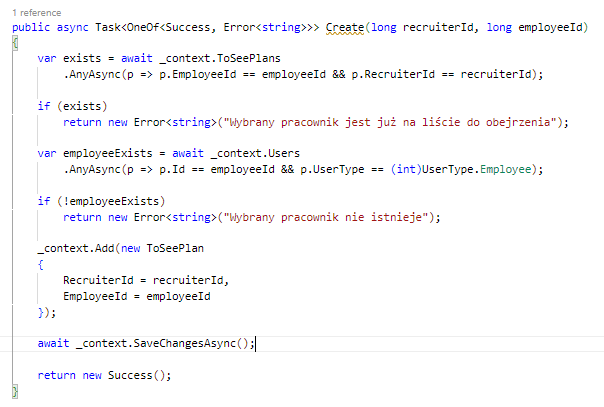 1 reference
public async Task<OneOf<Success, Error<string>>> Create(long recruiterId, long employeeId)
{
var exists = await _context.ToSeePlans
.AnyAsync(p => p.EmployeeId == employeeId && p.RecruiterId == recruiterId);
if (exists)
return new Error<string>("Wybrany pracownik jest już na liście do obejrzenia");
var employeeExists = await _context.Users
.AnyAsync(p => p.Id == employeeId && p.UserType == (int)UserType.Employee);
if (!employeeExists)
return new Error<string>("Wybrany pracownik nie istnieje");
_context.Add(new ToSeePlan
{
RecruiterId = recruiterId,
EmployeeId = employeeId
});
await _context.SaveChangesAsync();
return new Success();
}